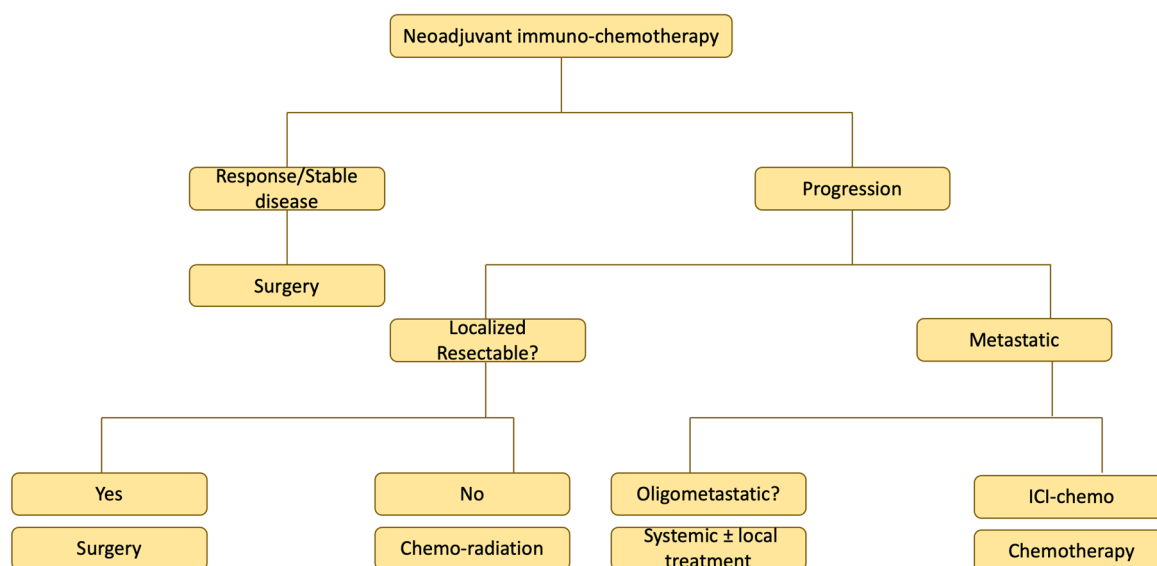 Neoadjuvant immuno-chemotherapy
Response/Stable
disease
Progression
Surgery
Localized
Resectable?
Metastatic
Yes
No
Oligometastatic?
ICI-chemo
Surgery
Chemo-radiation
Systemic ± local
treatment
Chemotherapy